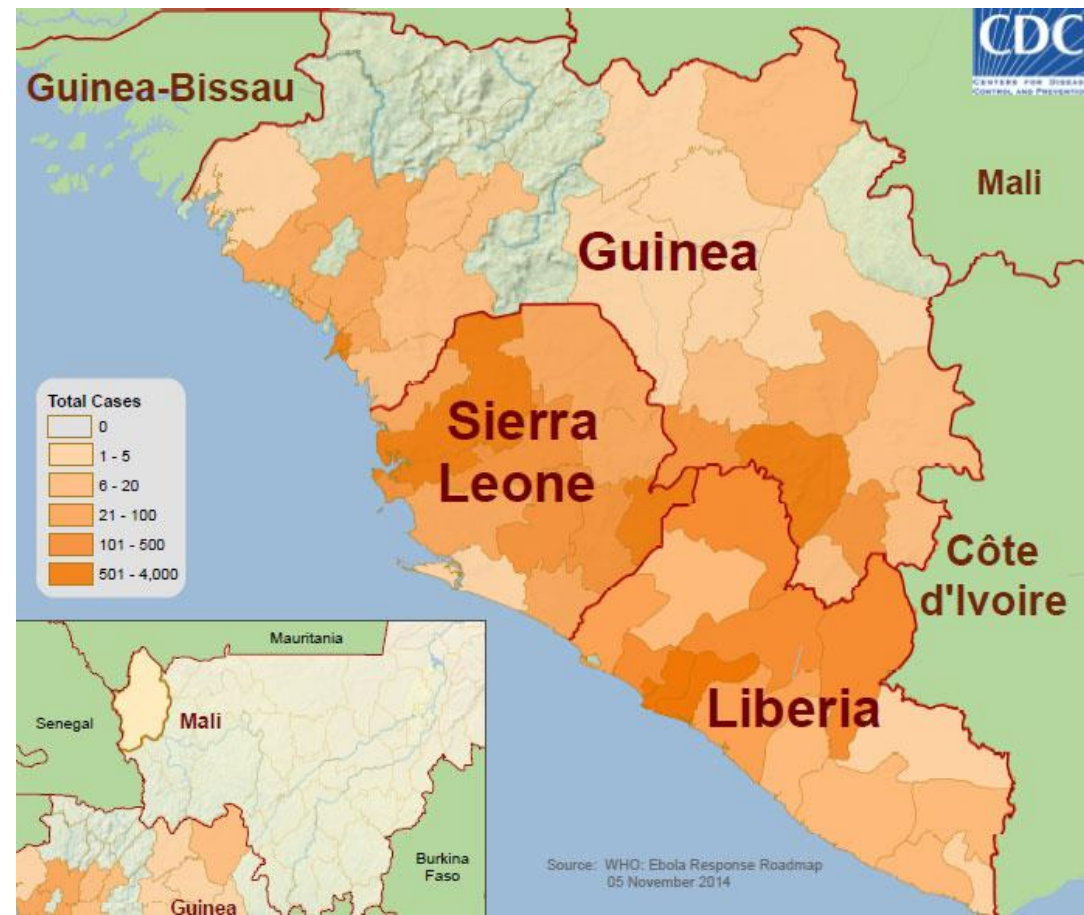 CDC
CENTERS FOR DISEASE
CONTROL AND PREVENTION
Guinea-Bissau
Mali
Guinea
Sierra
Leone
Côte
d'Ivoire
Liberia
Total Cases
0
1 - 5
6 - 20
21 - 100
101 - 500
501 - 4,000
Mauritania
Senegal
Mali
Burkina
Faso
Guinea
Source: WHO: Ebola Response Roadmap
05 November 2014